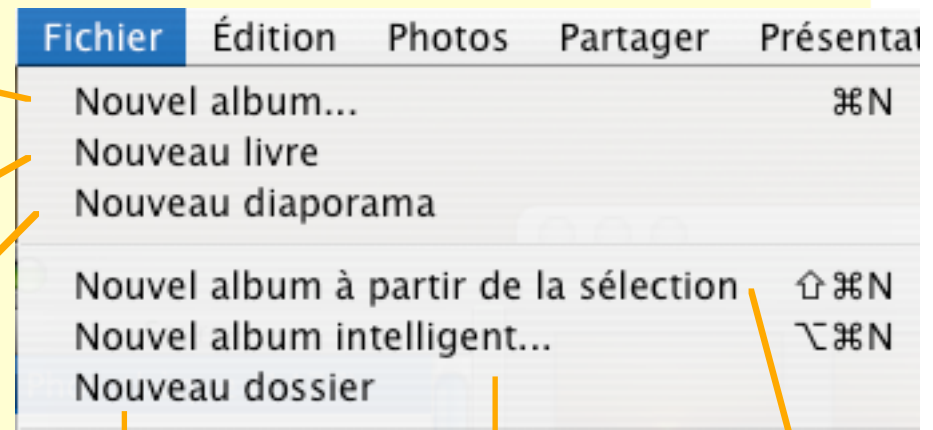 Fichier Édition Photos Partager Présentat
Nouvel album... ⌘N
Nouveau livre
Nouveau diaporama
Nouvel album à partir de la sélection ⇧⌘N
Nouvel album intelligent... ⌥⌘N
Nouveau dossier